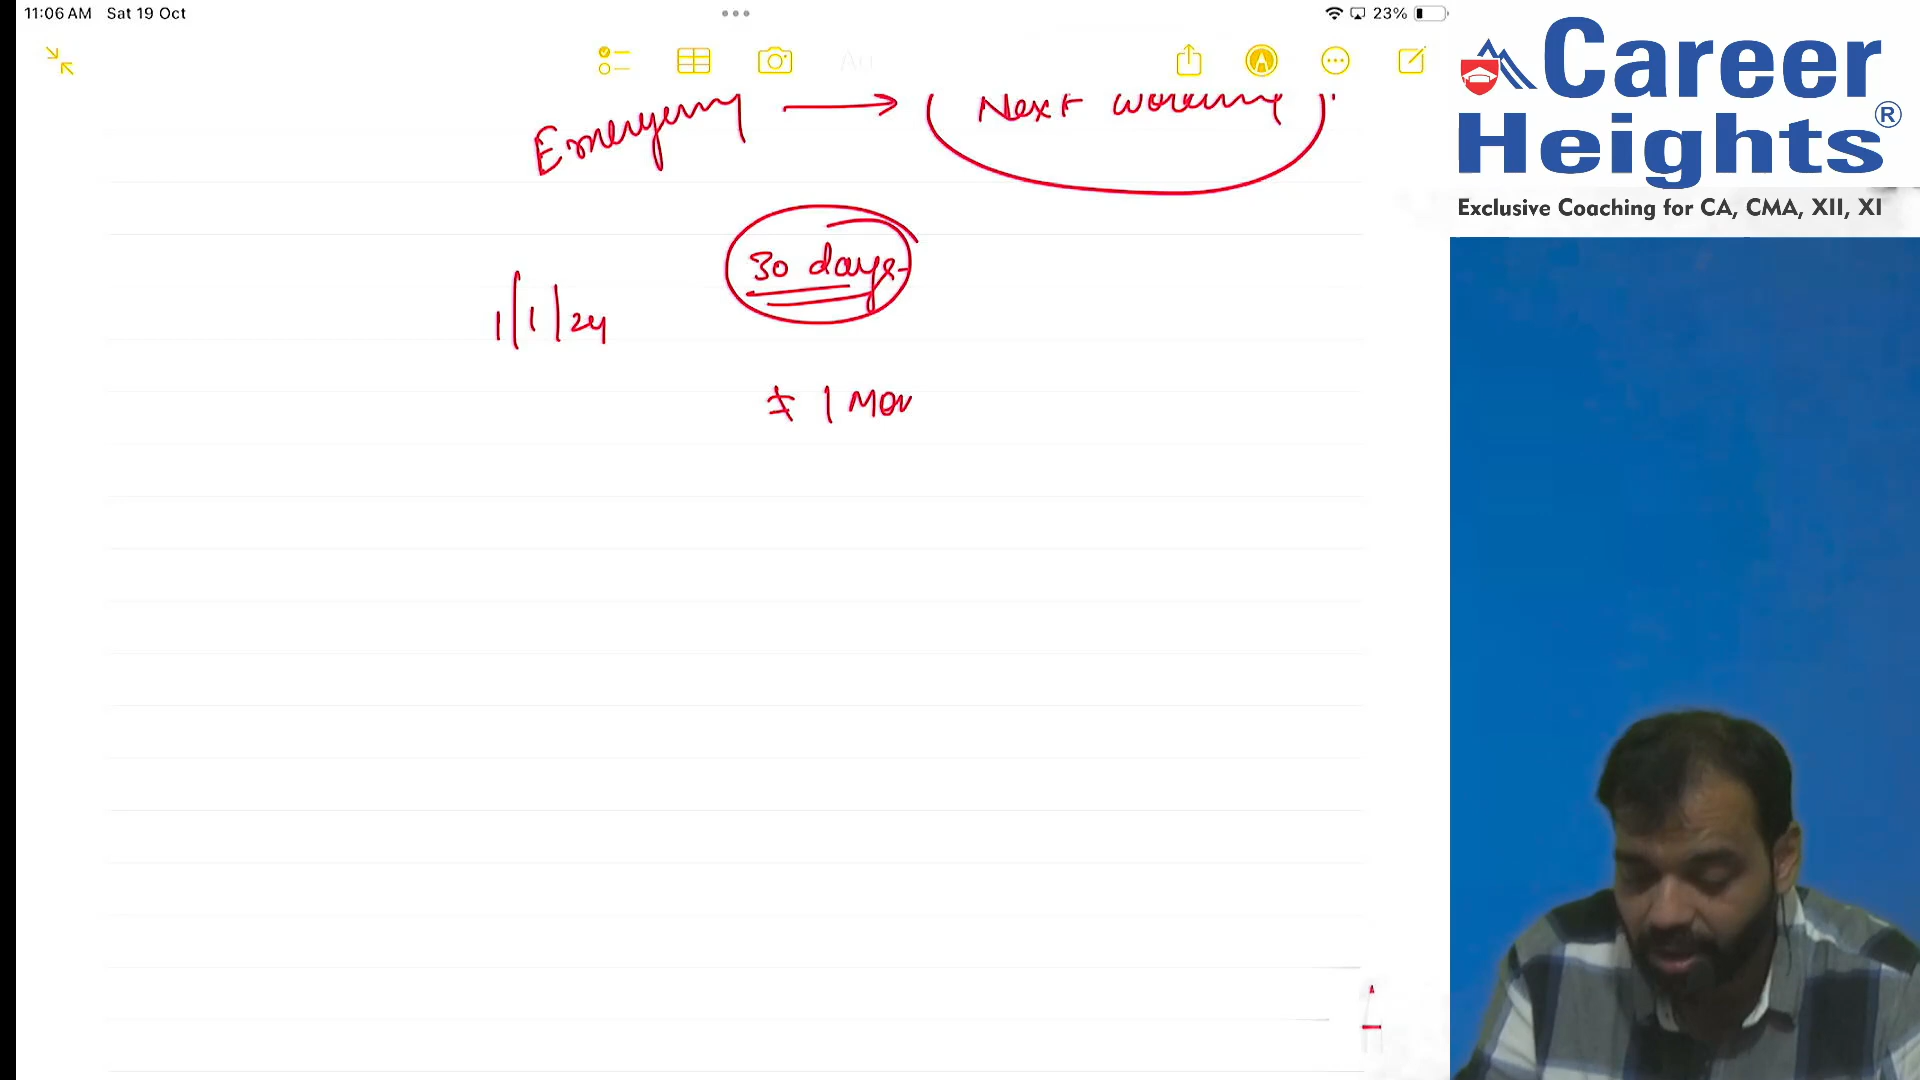 11:06 AM Sat 19 Oct
23%
Career
Heights®
Exclusive Coaching for CA, CMA, XII, XI
Emergency → Next working
30 days
1/1/24
≠ 1 Mon